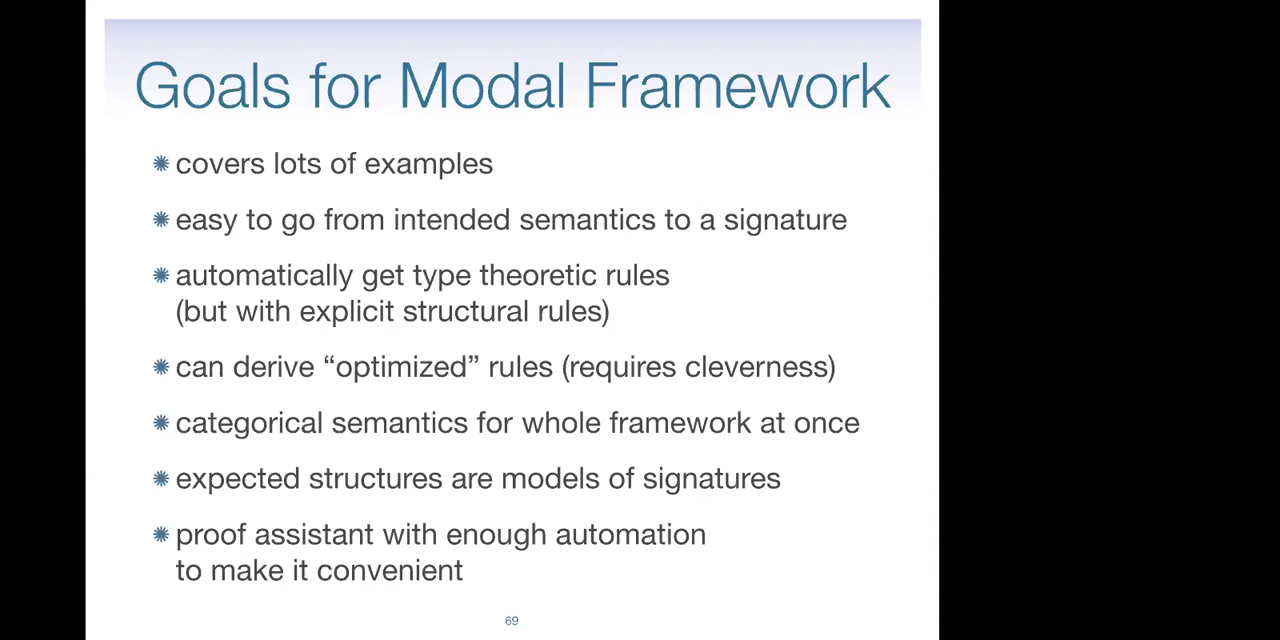 Goals for Modal Framework
covers lots of examples
easy to go from intended semantics to a signature
automatically get type theoretic rules
(but with explicit structural rules)
can derive “optimized” rules (requires cleverness)
categorical semantics for whole framework at once
expected structures are models of signatures
proof assistant with enough automation
to make it convenient
69